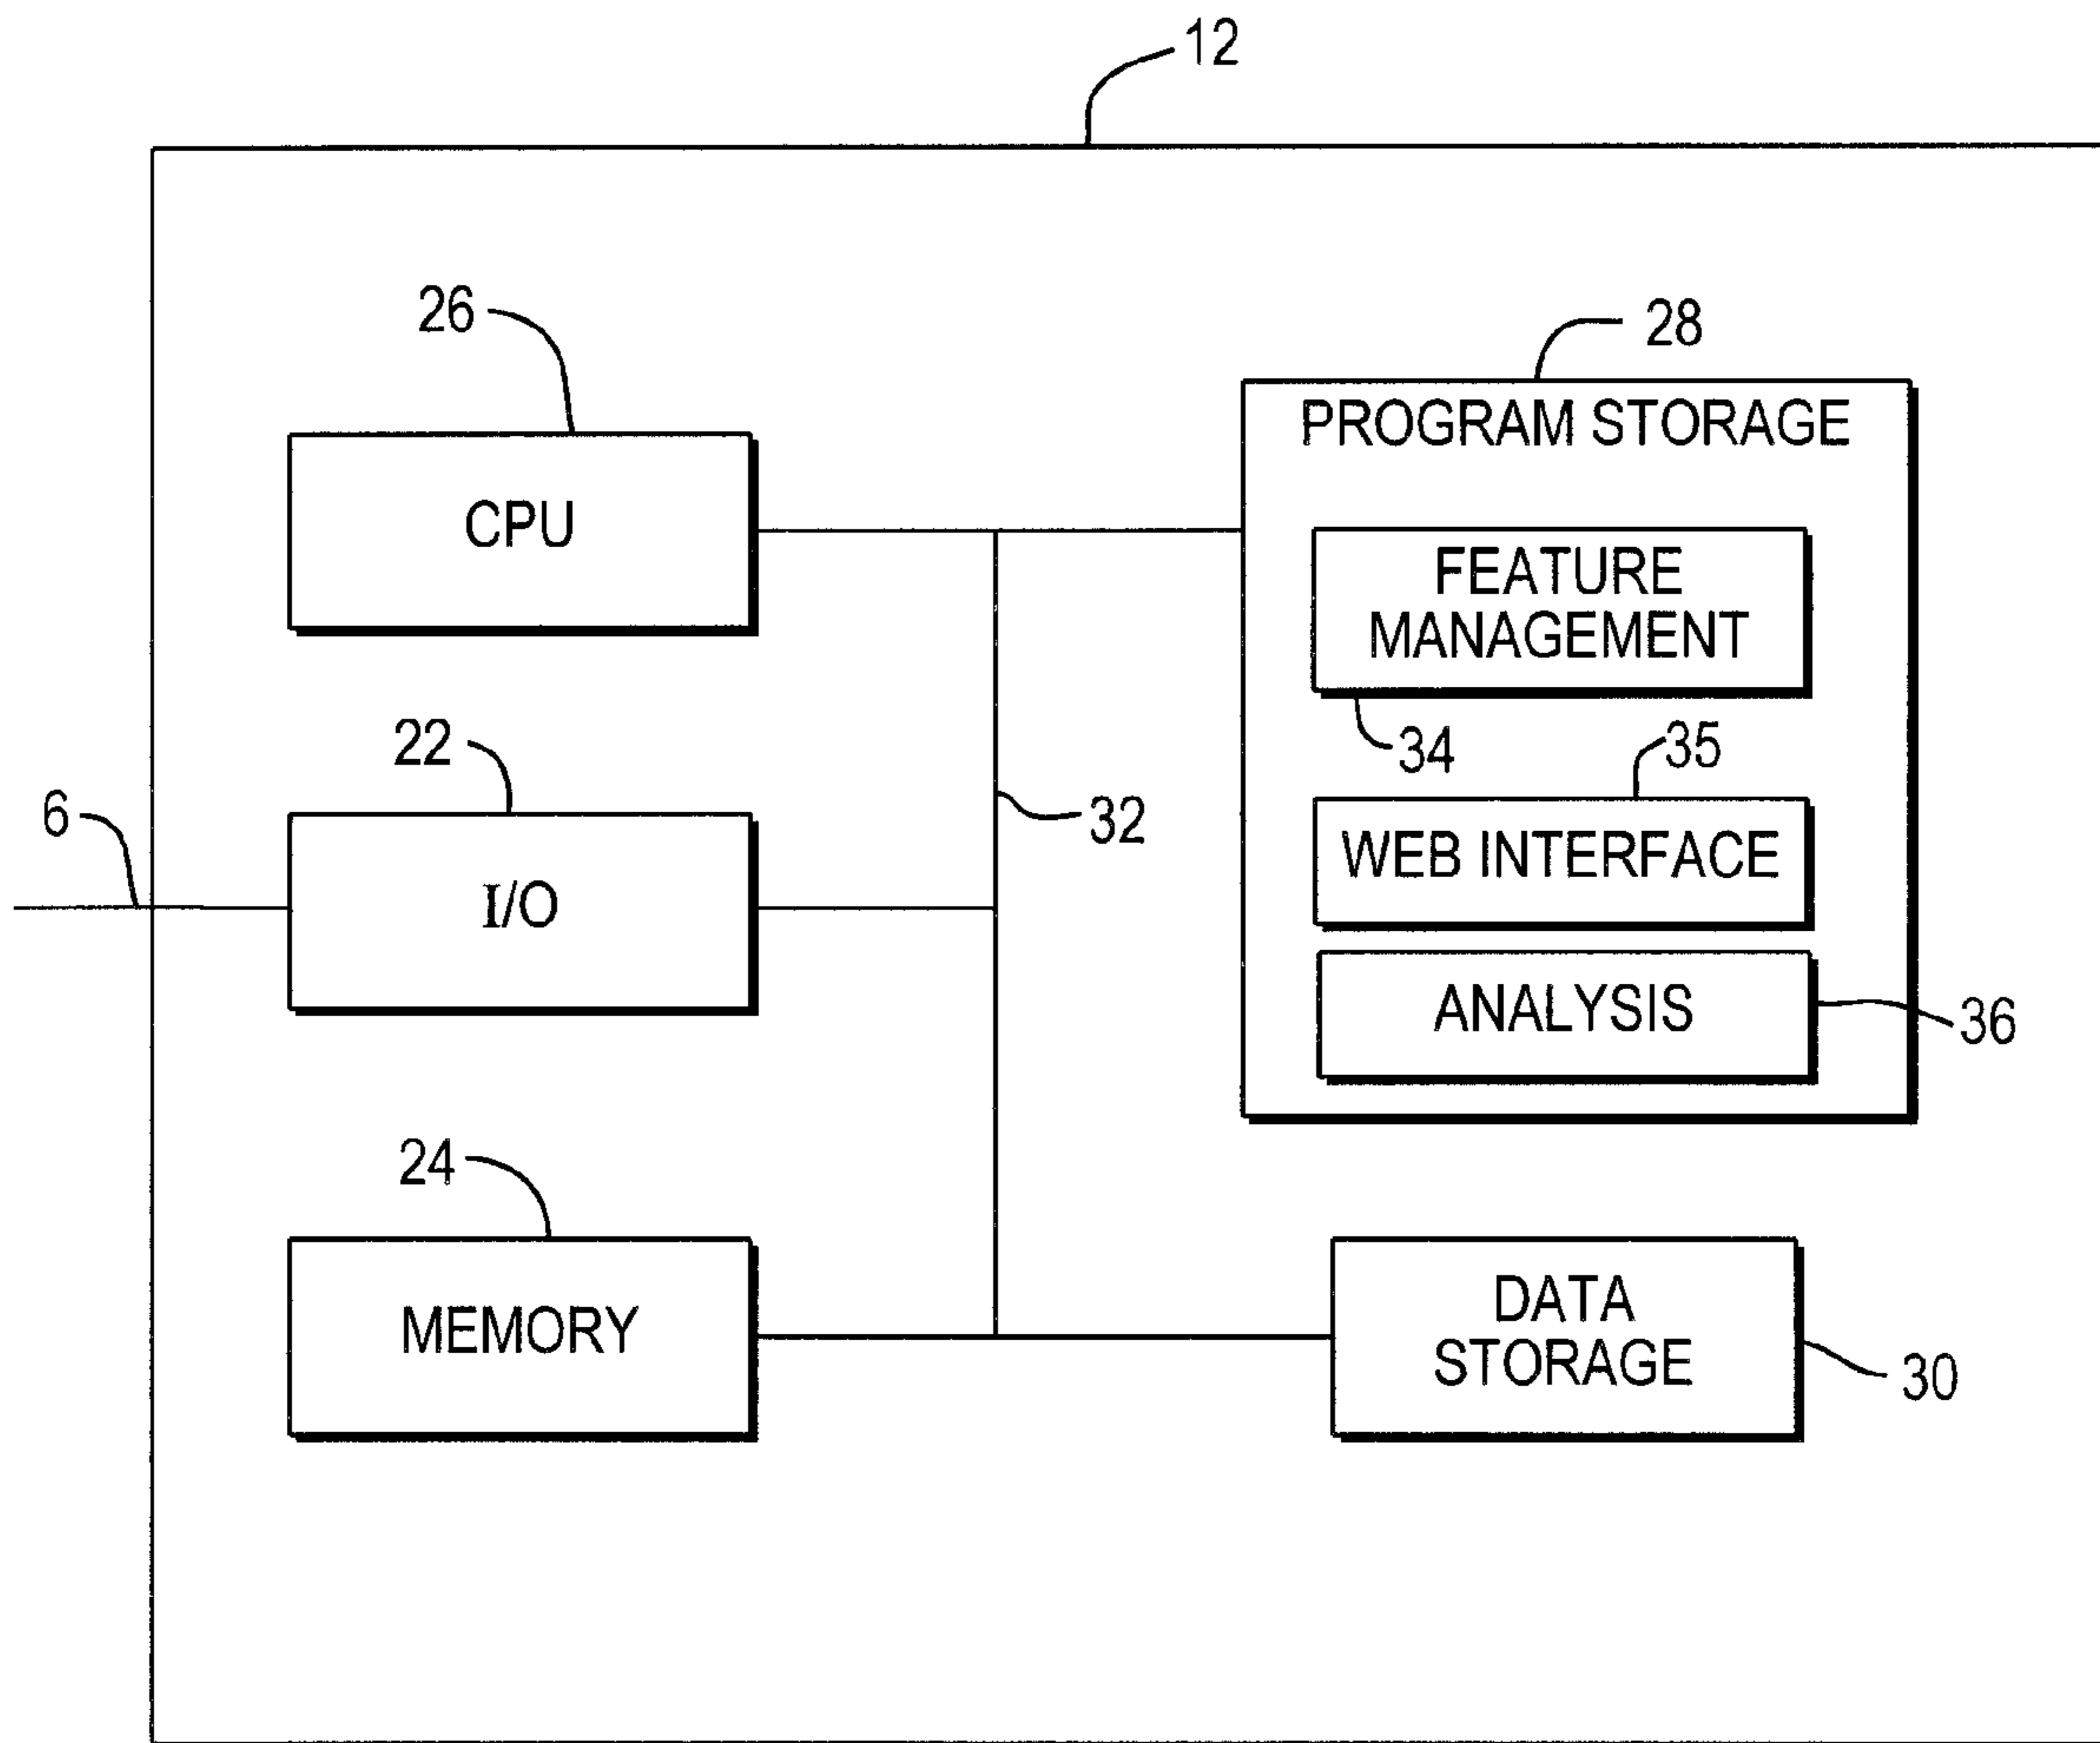 12
26
28
PROGRAM STORAGE
CPU
FEATURE
MANAGEMENT
22
34
35
6
32
WEB INTERFACE
I/O
ANALYSIS
36
24
DATA
STORAGE
MEMORY
30